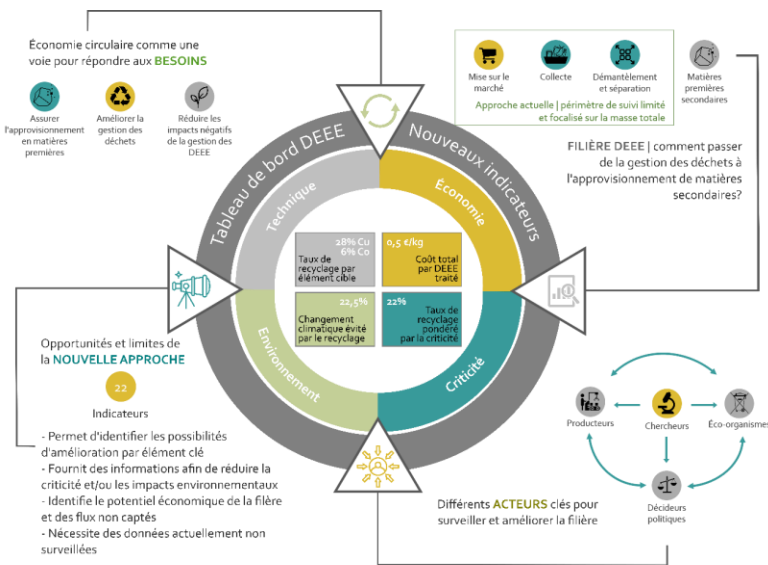 Économie circulaire comme une
voie pour répondre aux BESOINS
Assurer
l'approvisionnement
en matières
premières
Améliorer la
gestion des
déchets
Réduire les
impacts négatifs
de la gestion des
DEEE
Mise sur le
marché
Collecte
Démantèlement
et séparation
Approche actuelle | périmètre de suivi limité
et focalisé sur la masse totale
Matières
premières
secondaires
FILIÈRE DEEE | comment passer
de la gestion des déchets à
l'approvisionnement de matières
secondaires?
Tableau de bord DEEE
Nouveaux indicateurs
Technique
Économie
Environnement
Criticité
28% Cu
6% Co
Taux de
recyclage par
élément cible
0,5 €/kg
Coût total
par DEEE
traité
22,5%
Changement
climatique évité
par le recyclage
22%
Taux de
recyclage
pondéré
par la criticité
Opportunités et limites de
la NOUVELLE APPROCHE
22
Indicateurs
- Permet d'identifier les possibilités
d'amélioration par élément clé
- Fournit des informations afin de réduire la
criticité et/ou les impacts environnementaux
- Identifie le potentiel économique de la filère
et des flux non captés
- Nécessite des données actuellement non
surveillées
Différents ACTEURS clés pour
surveiller et améliorer la filière
Producteurs
Chercheurs
Éco-organismes
Décideurs
politiques